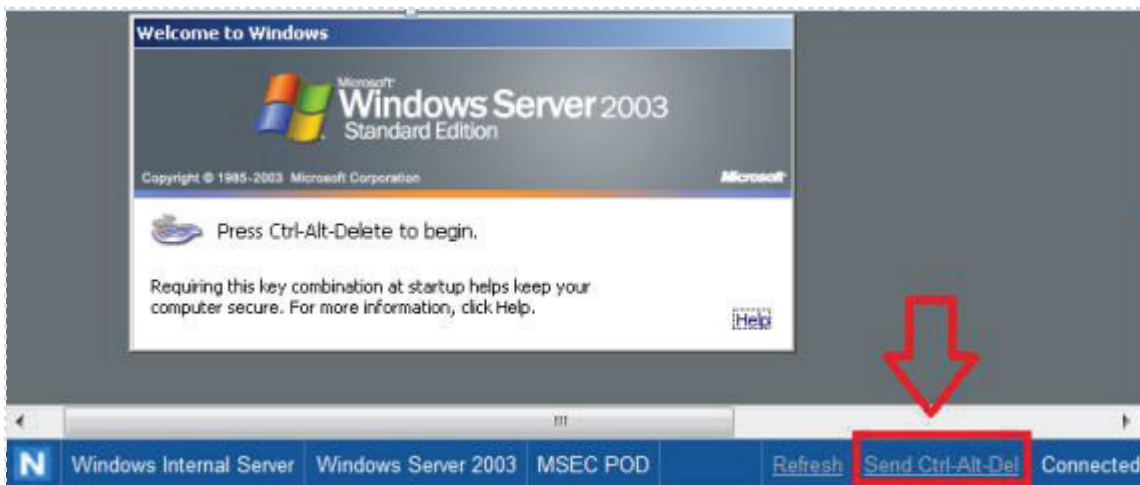 Welcome to Windows
Microsoft
Windows Server 2003
Standard Edition
Copyright © 1985-2003 Microsoft Corporation
Microsoft
Press Ctrl-Alt-Delete to begin.
Requiring this key combination at startup helps keep your
computer secure. For more information, click Help.
Help
N Windows Internal Server Windows Server 2003 MSEC POD Refresh Send Ctrl-Alt-Del Connected